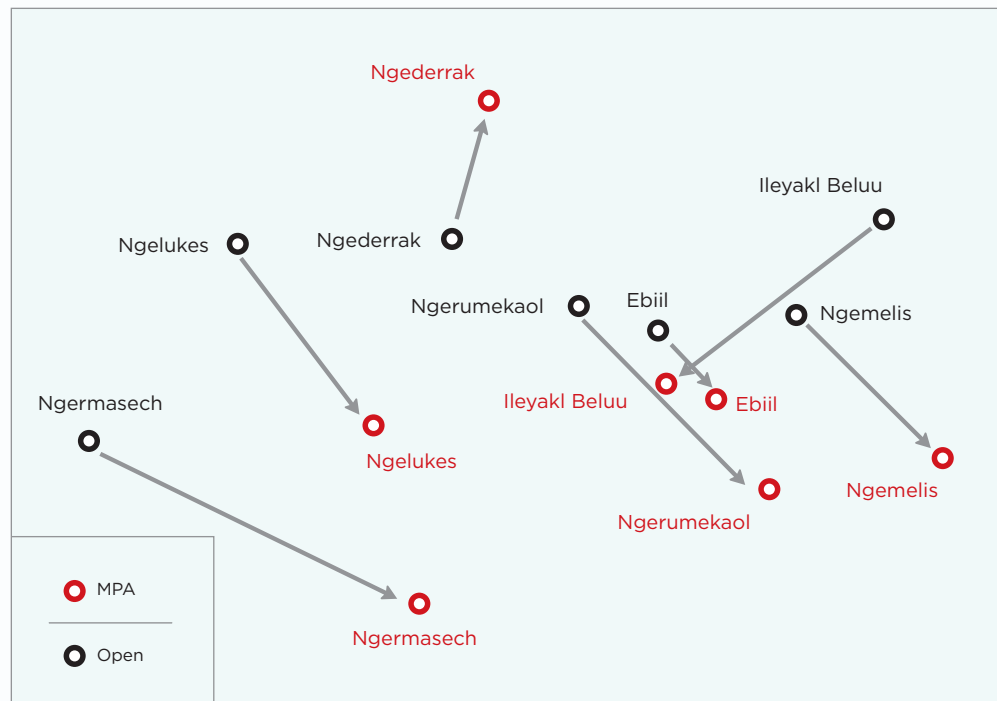 Ngederrak
Ileyakl Beluu
Ngelukes
Ngederrak
Ngerumekaol
Ebiil
Ngemelis
Ileyakl Beluu
Ebiil
Ngermasech
Ngelukes
Ngemelis
Ngerumekaol
MPA
Ngermasech
Open